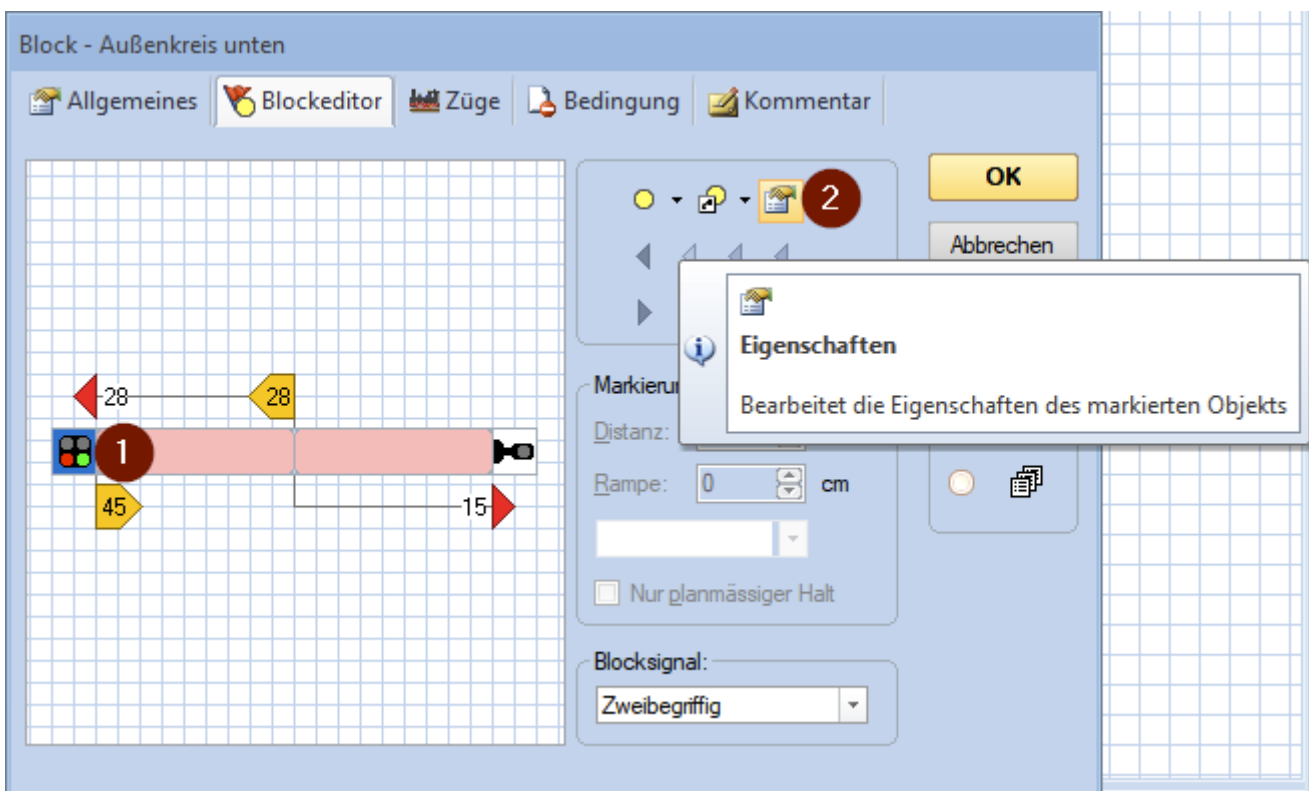 Block - Außenkreis unten
Allgemeines Blockeditor Züge Bedingung Kommentar
2
OK
Abbrechen
Eigenschaften
Bearbeitet die Eigenschaften des markierten Objekts
Distanz:
Rampe: 0 cm
Nur planmässiger Halt
Blocksignal:
Zweibegriffig
28 28
1
45 15